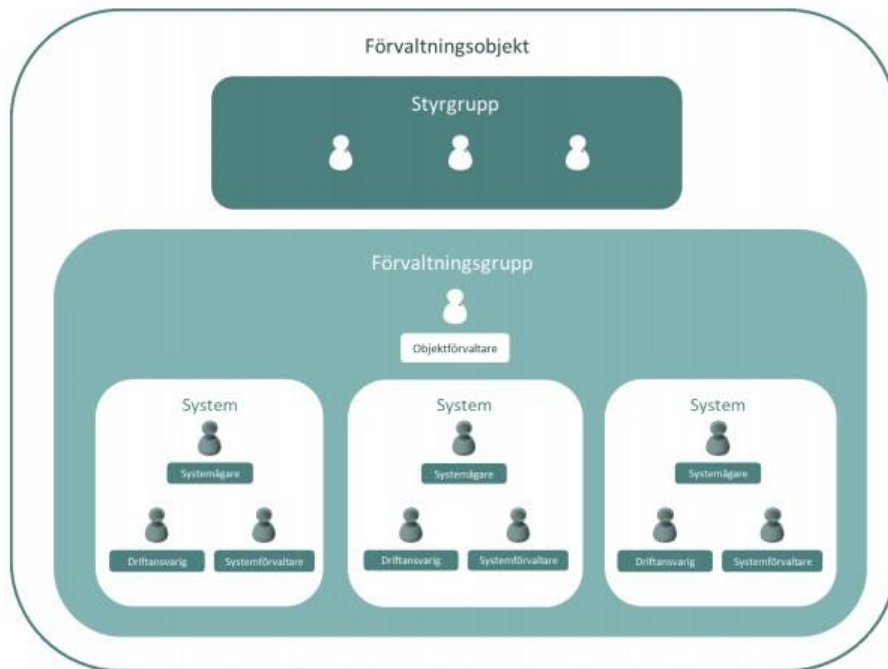 Förvaltningsobjekt
Styrgrupp
Förvaltningsgrupp
Objektförvaltare
System
Systemägare
Driftansvarig
Systemförvaltare
System
Systemägare
Driftansvarig
Systemförvaltare
System
Systemägare
Driftansvarig
Systemförvaltare